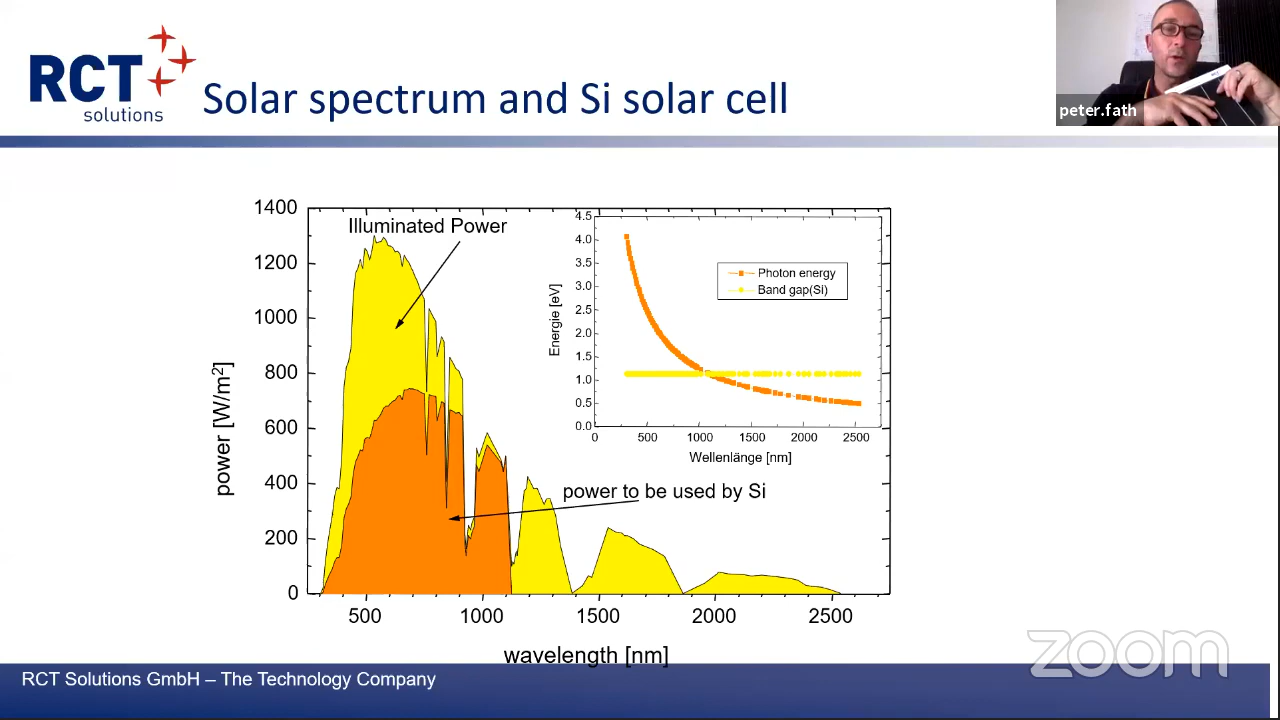 RCT
solutions
Solar spectrum and Si solar cell
peter.fath
1400
1200
1000
800
600
400
200
0
power [W/m²]
500
1000
1500
2000
2500
wavelength [nm]
Illuminated Power
power to be used by Si
4.5
4.0
3.5
3.0
2.5
2.0
1.5
1.0
0.5
0.0
Energie [eV]
0
500
1000
1500
2000
2500
Wellenlänge [nm]
Photon energy
Band gap(Si)
zoom
RCT Solutions GmbH – The Technology Company